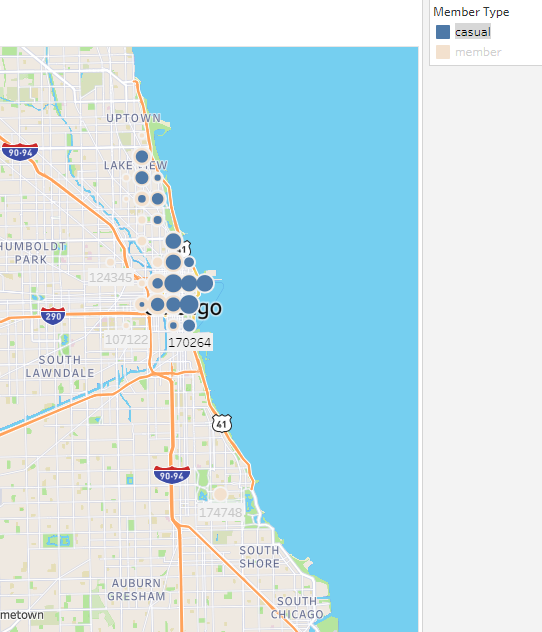 Member Type
casual
member
UPTOWN
90-94
LAKE VIEW
HUMBOLDT
PARK
41
124345
290
Chicago
107122
170264
SOUTH
LAWNDALE
41
90-94
174748
SOUTH
SHORE
AUBURN
GRESHAM
SOUTH
CHICAGO
metown